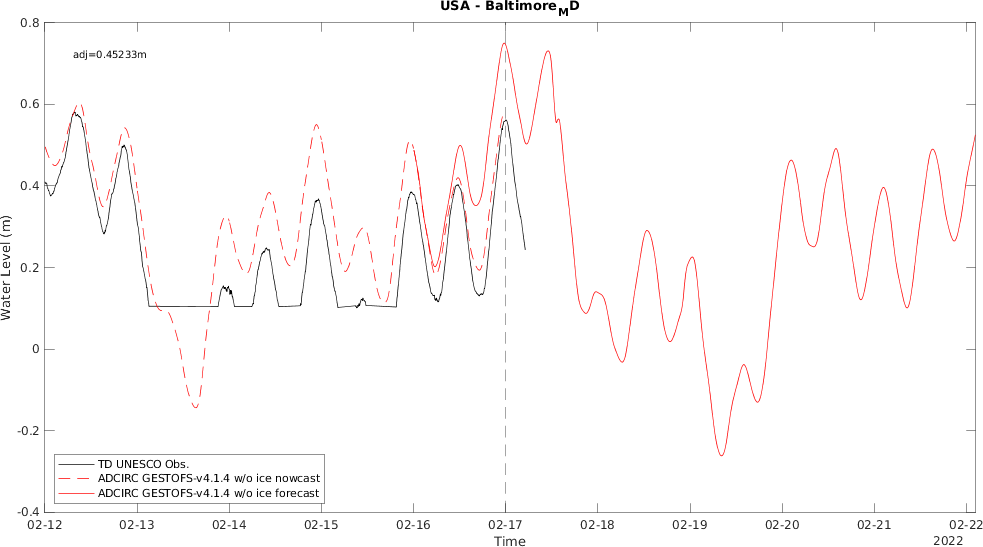 USA - Baltimore_MD
adj=0.45233m
0.8
0.6
0.4
0.2
0
-0.2
-0.4
Water Level (m)
TD UNESCO Obs.
ADCIRC GESTOFS-v4.1.4 w/o ice nowcast
ADCIRC GESTOFS-v4.1.4 w/o ice forecast
02-12 02-13 02-14 02-15 02-16 02-17 02-18 02-19 02-20 02-21 02-22
Time
2022